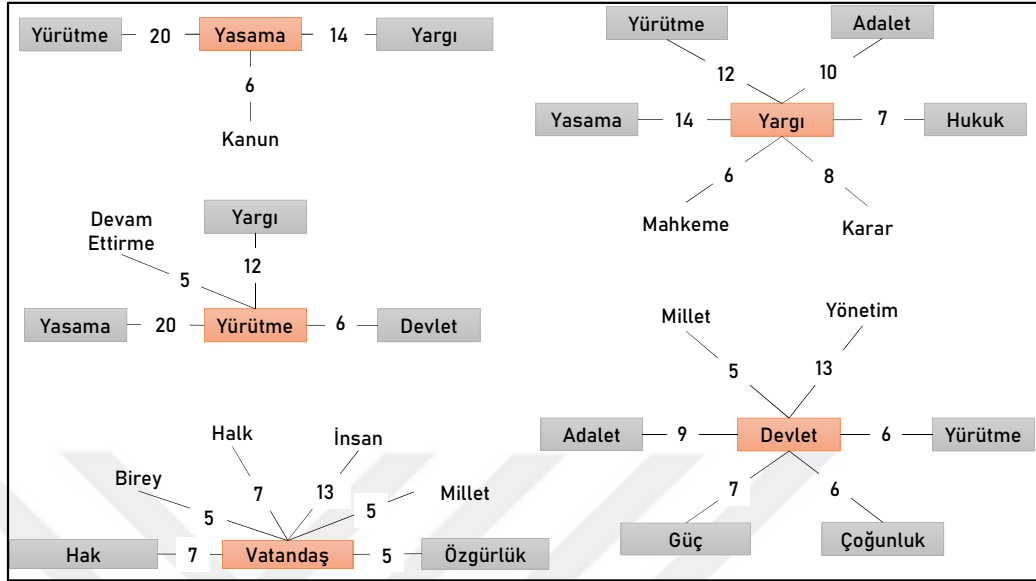 Yürütme 20 Yasama 14 Yargı
6
Kanun
Yürütme Adalet
12 10
Yasama 14 Yargı 7 Hukuk
6 8
Mahkeme Karar
Devam
Ettirme
Yargı
5 12
Yasama 20 Yürütme 6 Devlet
Millet Yönetim
5 13
Adalet 9 Devlet 6 Yürütme
7 6
Güç Çoğunluk
Halk İnsan
Birey Millet
5 7 13 5
Hak 7 Vatandaş 5 Özgürlük